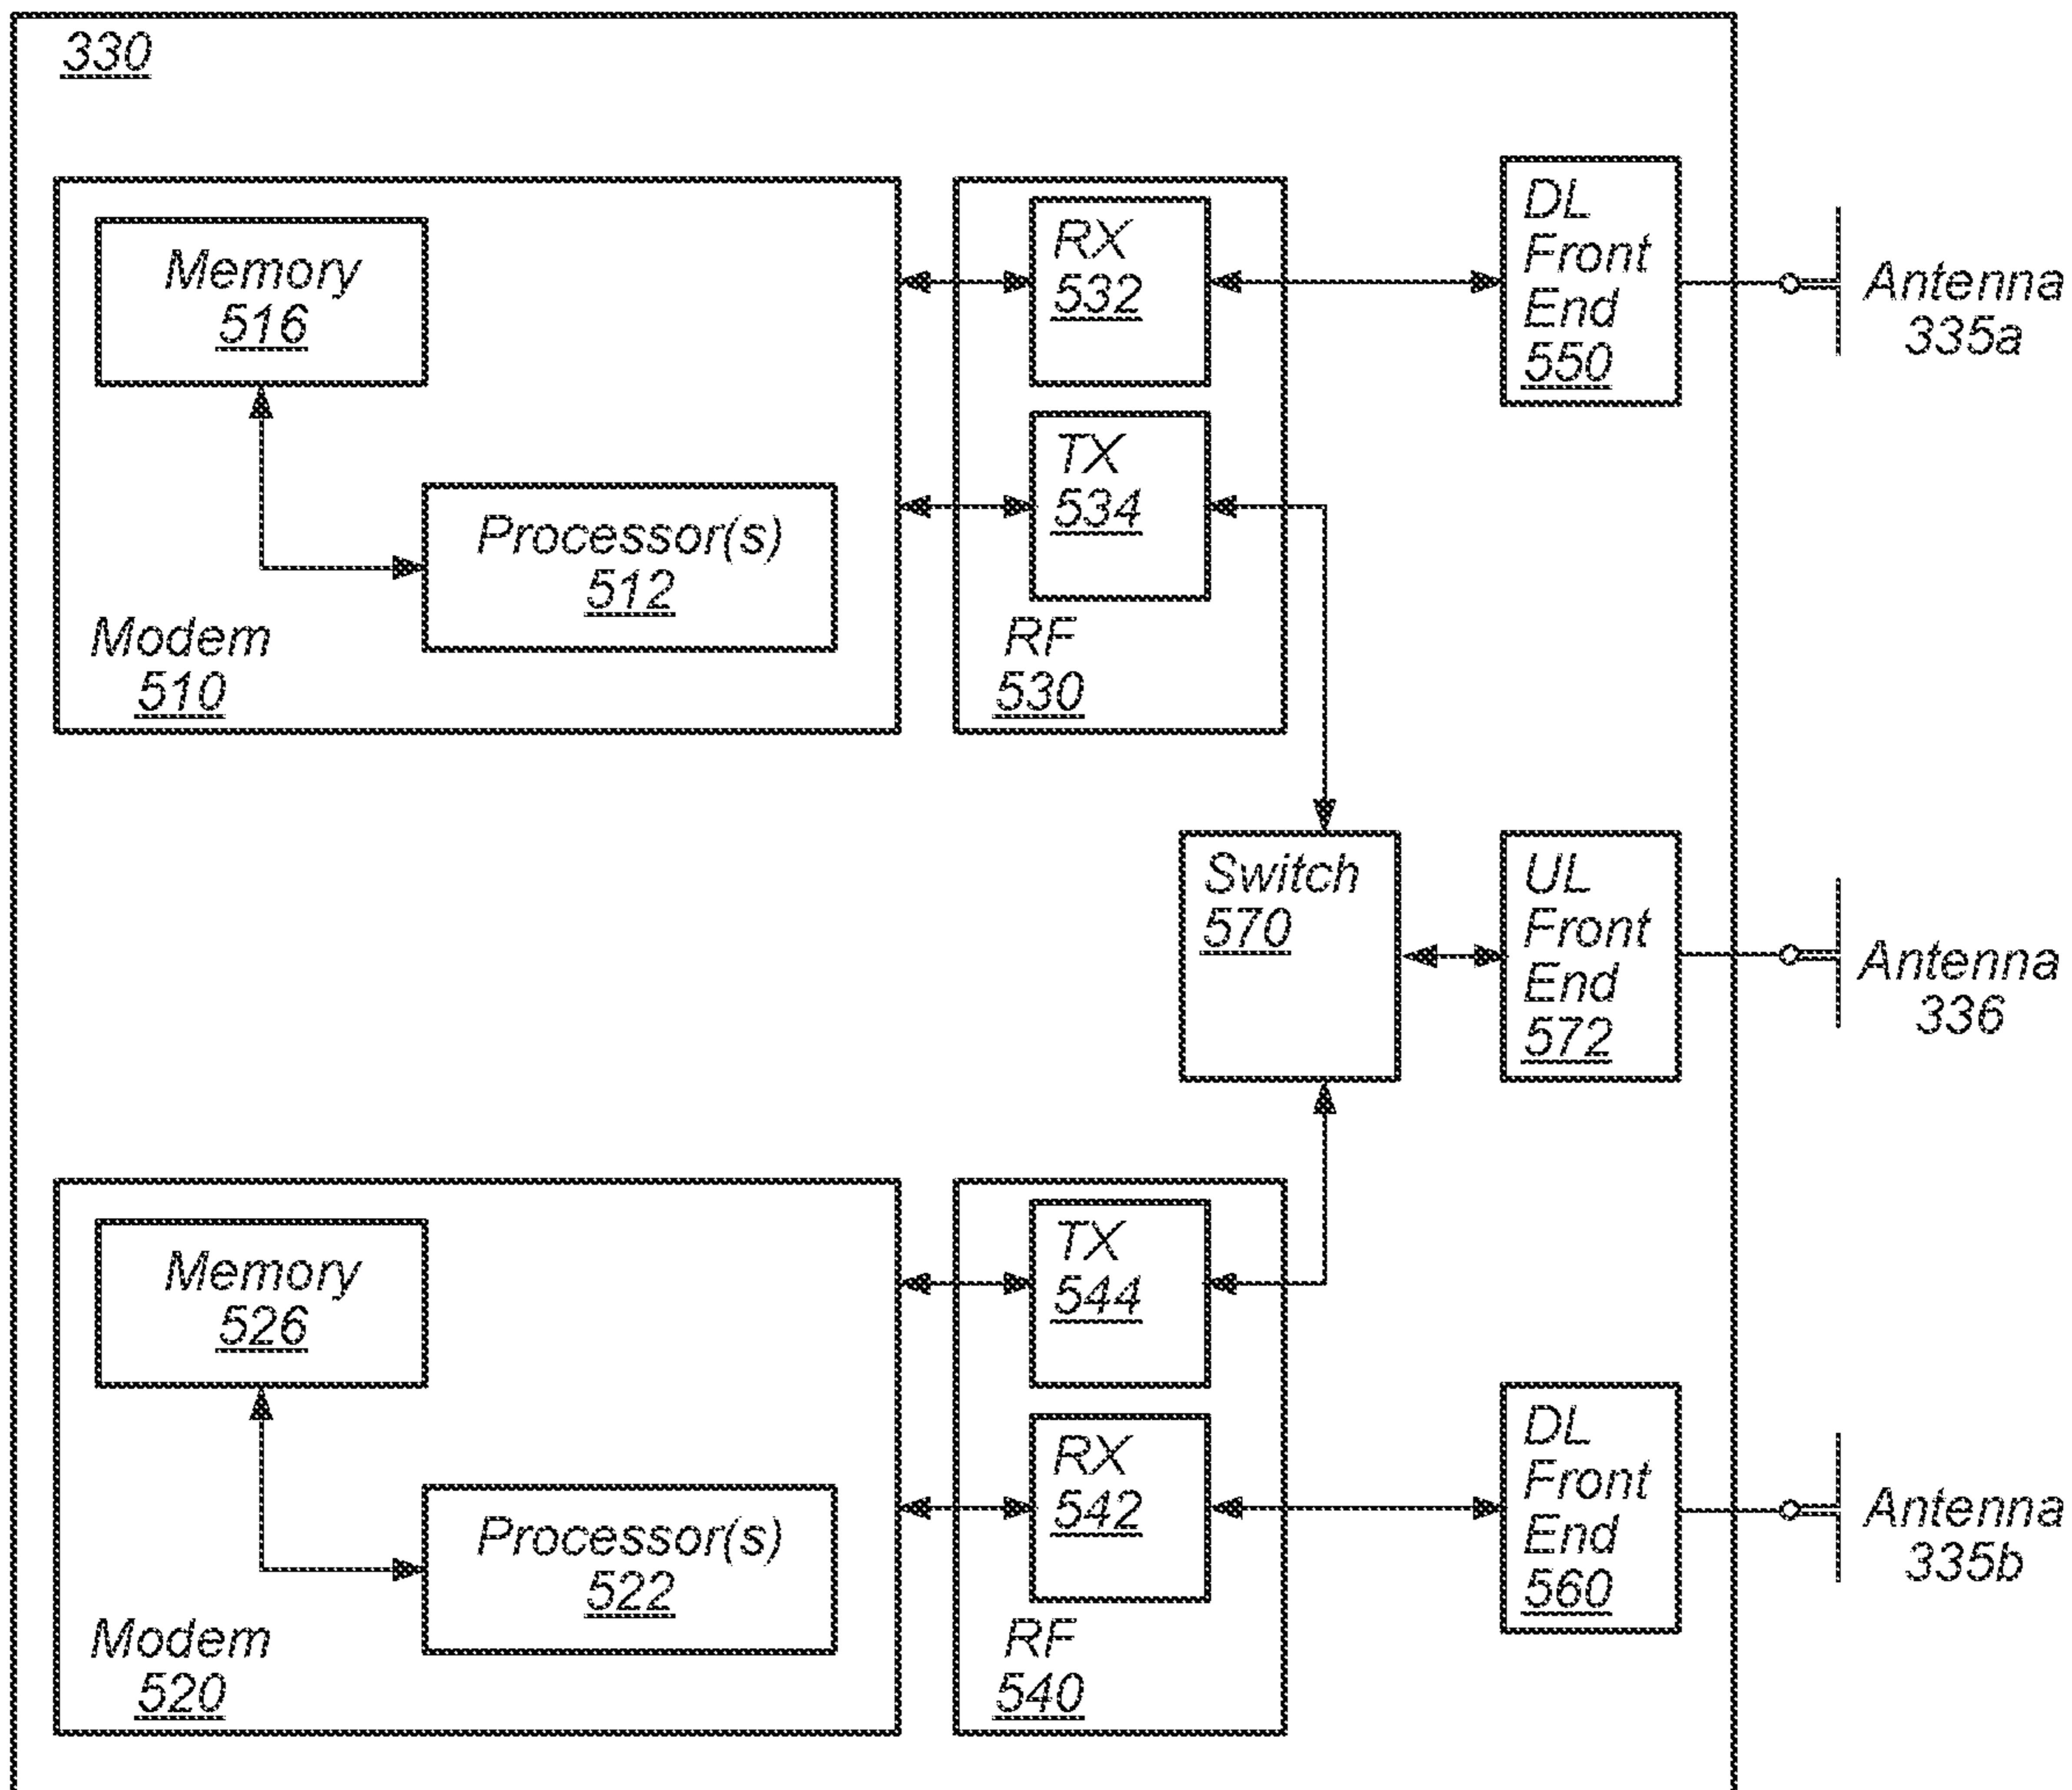 330
Memory
516
Processor(s)
512
Modem
510
RX
532
TX
534
RF
530
DL
Front
End
550
Antenna
335a
Switch
570
UL
Front
End
572
Antenna
336
Memory
526
Processor(s)
522
Modem
520
TX
544
RX
542
RF
540
DL
Front
End
560
Antenna
335b